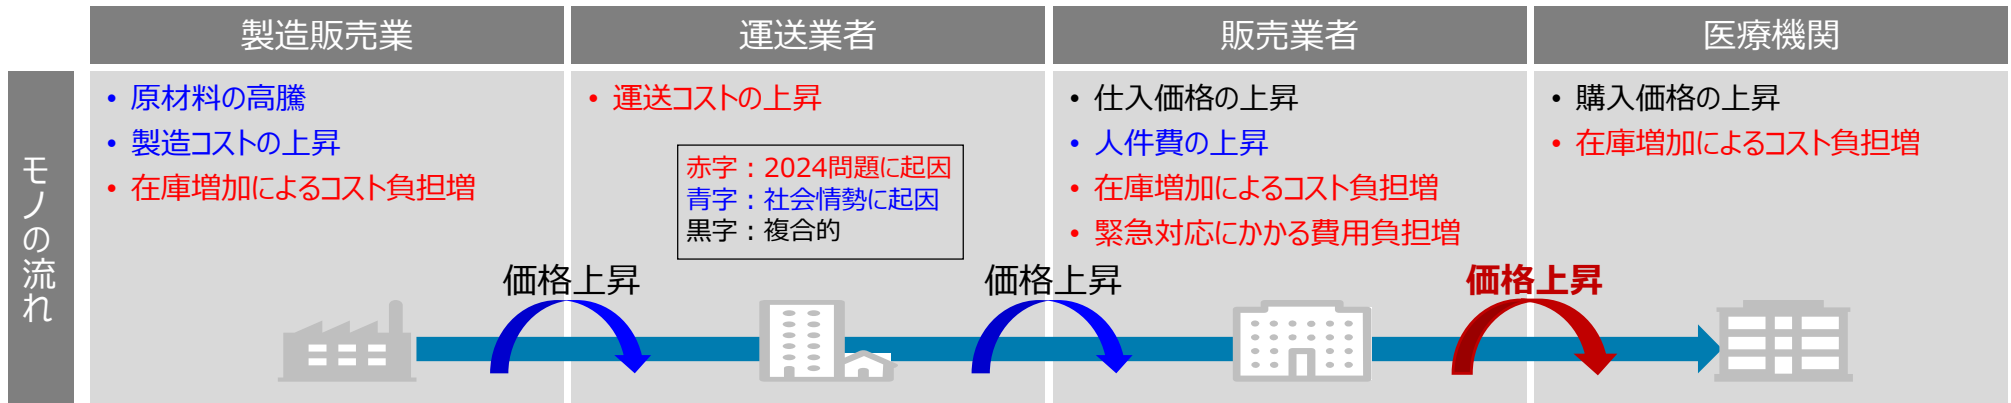 製造販売業
運送業者
販売業者
医療機関
モノの流れ
• 原材料の高騰
• 製造コストの上昇
• 在庫増加によるコスト負担増
• 運送コストの上昇
赤字：2024問題に起因
青字：社会情勢に起因
黒字：複合的
• 仕入価格の上昇
• 人件費の上昇
• 在庫増加によるコスト負担増
• 緊急対応にかかる費用負担増
• 購入価格の上昇
• 在庫増加によるコスト負担増
価格上昇
価格上昇
価格上昇